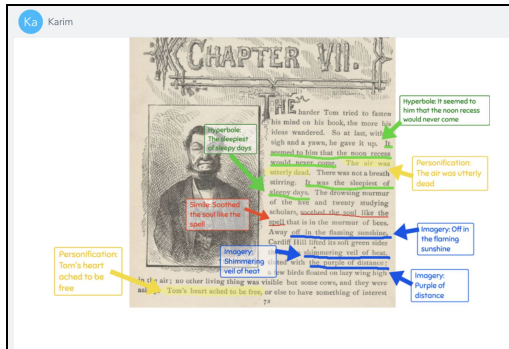 Ka Karim
CHAPTER VII.
THE harder Tom tried to fasten
his mind on his book, the more his
ideas wandered. So at last, with
sigh and a yawn, he gave it up. It
seemed to him that the noon recess
would never come. The air was
utterly dead. There was not a breath
stirring. It was the sleepiest of
sleepy days. The drowsing murmur
of the five and twenty studying
scholars, soothed the soul like the
spell that is in the murmur of bees.
Away off in the flaming sunshine,
Cardiff Hill lifted its soft green sides
shimmering veil of heat,
tinted with the purple of distance;
a few birds floated on lazy wing high
in the air; no other living thing was visible but some cows, and they were
Tom's heart ached to be free, or else to have something of interest
72
Hyperbole: It seemed to
him that the noon recess
would never come
Hyperbole:
The sleepiest
of sleepy days
Personification:
The air was utterly
dead
Simile: Soothed
the soul like the
spell
Imagery: Off in
the flaming
sunshine
Imagery:
Shimmering
veil of heat
Personification:
Tom's heart
ached to be
free
Imagery:
Purple of
distance